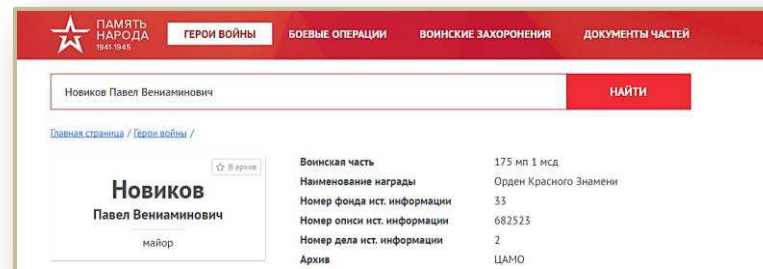 ПАМЯТЬ
НАРОДА
1941-1945
ГЕРОИ ВОЙНЫ БОЕВЫЕ ОПЕРАЦИИ ВОИНСКИЕ ЗАХОРОНЕНИЯ ДОКУМЕНТЫ ЧАСТЕЙ
Новиков Павел Вениаминович НАЙТИ
Главная страница / Герои войны /
В архив
Новиков
Павел Вениаминович
майор
Воинская часть 175 мп 1 мсд
Наименование награды Орден Красного Знамени
Номер фонда ист. информации 33
Номер описи ист. информации 682523
Номер дела ист. информации 2
Архив ЦАМО